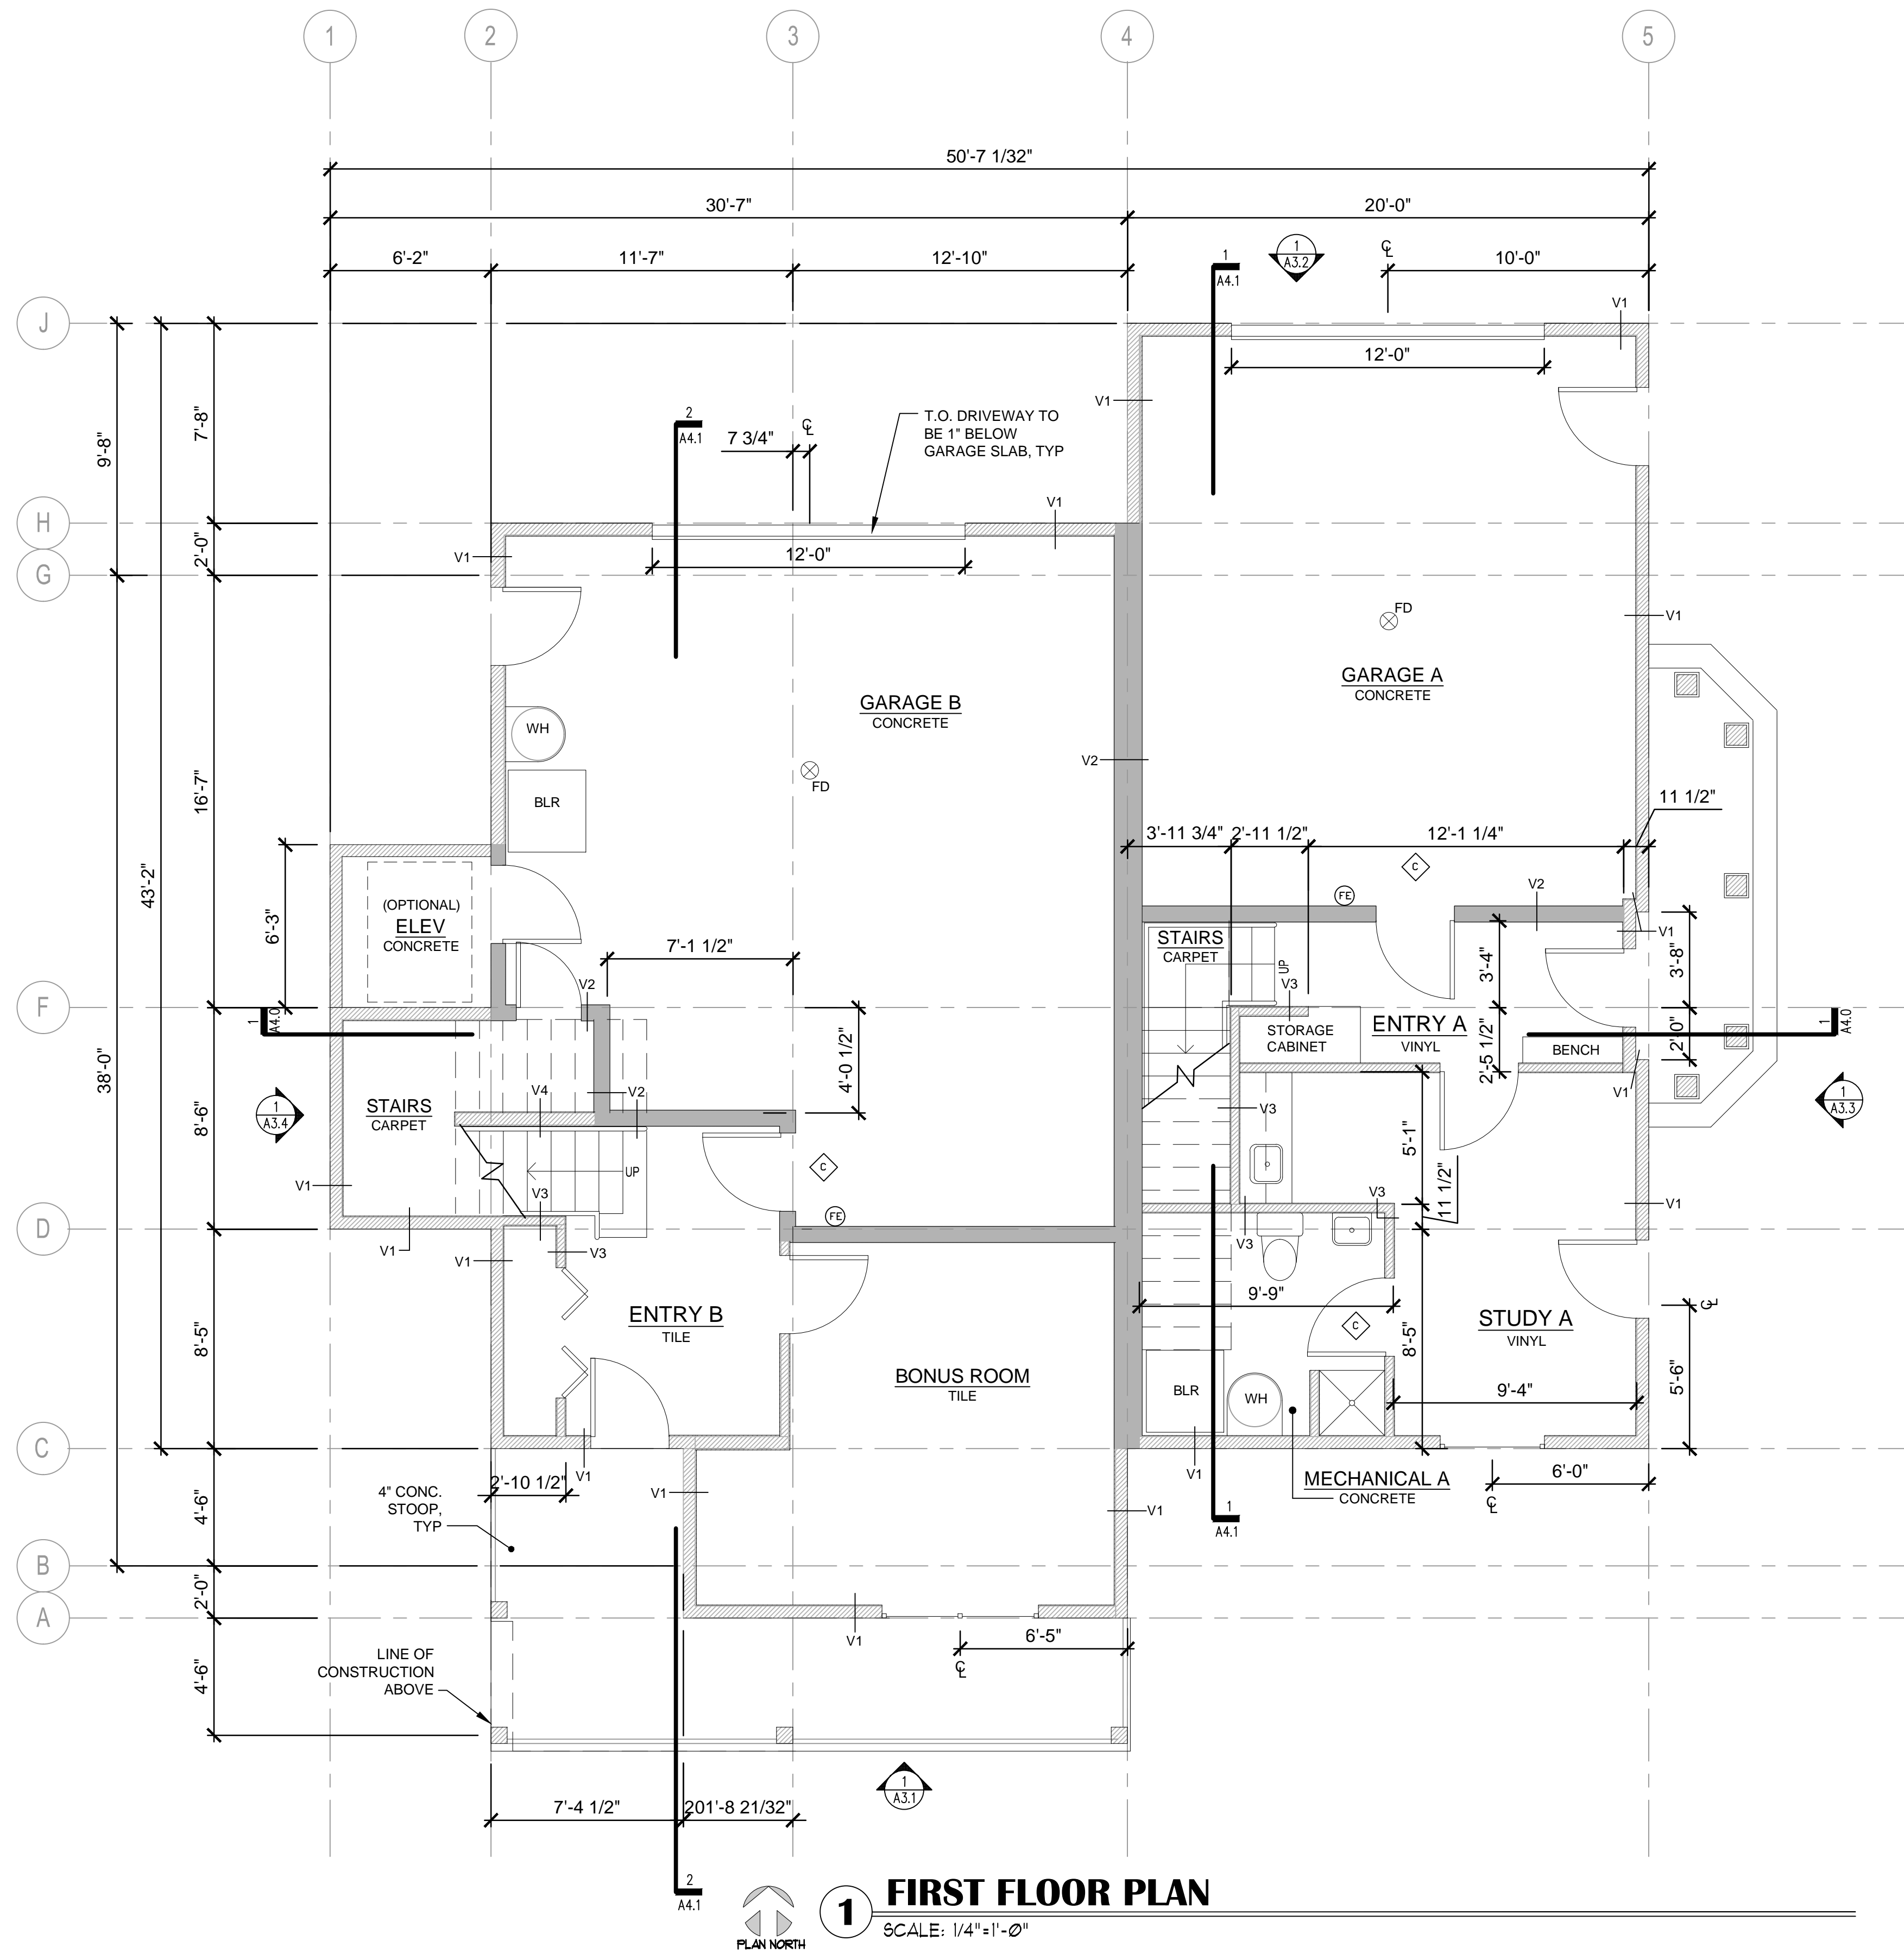 1
2
3
4
5
50'-7 1/32"
30'-7"
20'-0"
6'-2"
11'-7"
12'-10"
1
A4.1
1
A3.2
℄
10'-0"
J
V1
12'-0"
7'-8"
9'-8"
V1
2
A4.1
7 3/4"
℄
T.O. DRIVEWAY TO
BE 1" BELOW
GARAGE SLAB, TYP
V1
H
2'-0"
V1
12'-0"
G
FD
V1
GARAGE A
CONCRETE
GARAGE B
CONCRETE
WH
V2
FD
16'-7"
BLR
11 1/2"
3'-11 3/4"
2'-11 1/2"
12'-1 1/4"
C
FE
V2
43'-2"
6'-3"
(OPTIONAL)
ELEV
CONCRETE
7'-1 1/2"
STAIRS
CARPET
UP
V3
3'-4"
V1
3'-8"
V2
F
1
A4.0
STORAGE
CABINET
ENTRY A
VINYL
2'-5 1/2"
BENCH
2'-0"
1
A4.0
38'-0"
4'-0 1/2"
V4
V2
V1
1
A3.4
8'-6"
STAIRS
CARPET
V3
1
A3.3
5'-1"
11 1/2"
UP
C
V1
V3
V3
V1
FE
D
V1
V1
V3
V3
9'-9"
℄
ENTRY B
TILE
C
STUDY A
VINYL
8'-5"
8'-5"
5'-6"
BONUS ROOM
TILE
BLR
WH
9'-4"
C
V1
V1
2'-10 1/2"
4" CONC.
STOOP,
TYP
V1
V1
MECHANICAL A
CONCRETE
6'-0"
℄
1
A4.1
4'-6"
B
2'-0"
A
V1
6'-5"
℄
LINE OF
CONSTRUCTION
ABOVE
4'-6"
1
A3.1
7'-4 1/2"
201'-8 21/32"
2
A4.1
PLAN NORTH
1
FIRST FLOOR PLAN
SCALE: 1/4"=1'-0"